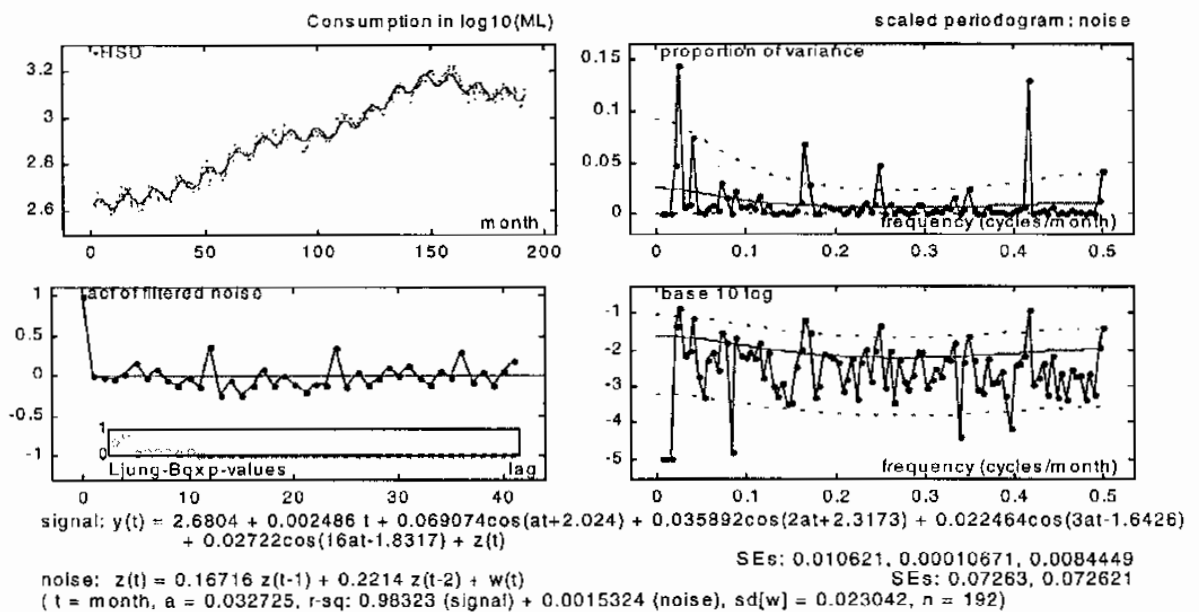 Consumption in log10(ML)
HSD
3.2
3
2.8
2.6
month
0 50 100 150 200
scaled periodogram: noise
proportion of variance
0.15
0.1
0.05
0
frequency (cycles/month)
0 0.1 0.2 0.3 0.4 0.5
acf of filtered noise
1
0.5
0
-0.5
-1
1
0
Ljung-Bqxp-values lag
0 10 20 30 40
base 10 log
-1
-2
-3
-4
-5
frequency (cycles/month)
0 0.1 0.2 0.3 0.4 0.5
signal: y(t) = 2.6804 + 0.002486 t + 0.069074cos(at+2.024) + 0.035892cos(2at+2.3173) + 0.022464cos(3at-1.6426)
+ 0.02722cos(16at-1.8317) + z(t)
SEs: 0.010621, 0.00010671, 0.0084449
noise: z(t) = 0.16716 z(t-1) + 0.2214 z(t-2) + w(t)
SEs: 0.07263, 0.072621
( t = month, a = 0.032725, r-sq: 0.98323 (signal) + 0.0015324 (noise), sd[w] = 0.023042, n = 192)